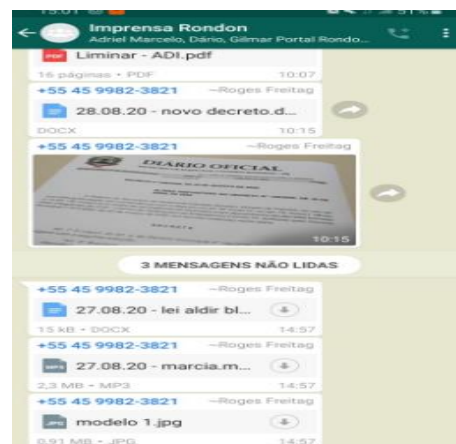 15:01
51%
Imprensa Rondon
Adriel Marcelo, Dário, Gilmar Portal Rondo...
Liminar - ADI.pdf
16 páginas • PDF 10:07
+55 45 9982-3821 ~Roges Freitag
28.08.20 - novo decreto.d...
DOCX 10:15
+55 45 9982-3821 ~Roges Freitag
DIÁRIO OFICIAL
DECRETA
10:15
3 MENSAGENS NÃO LIDAS
+55 45 9982-3821 ~Roges Freitag
27.08.20 - lei aldir bl...
15 kB • DOCX 14:57
+55 45 9982-3821 ~Roges Freitag
27.08.20 - marcia.m...
2,3 MB • MP3 14:57
+55 45 9982-3821 ~Roges Freitag
modelo 1.jpg
0,91 MB • JPG 14:57